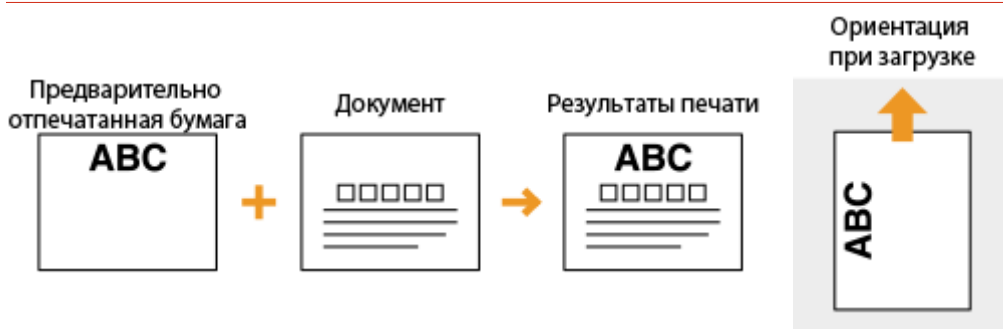 Ориентация
при загрузке
Предварительно
отпечатанная бумага
Документ
Результаты печати
ABC
ABC
ABC